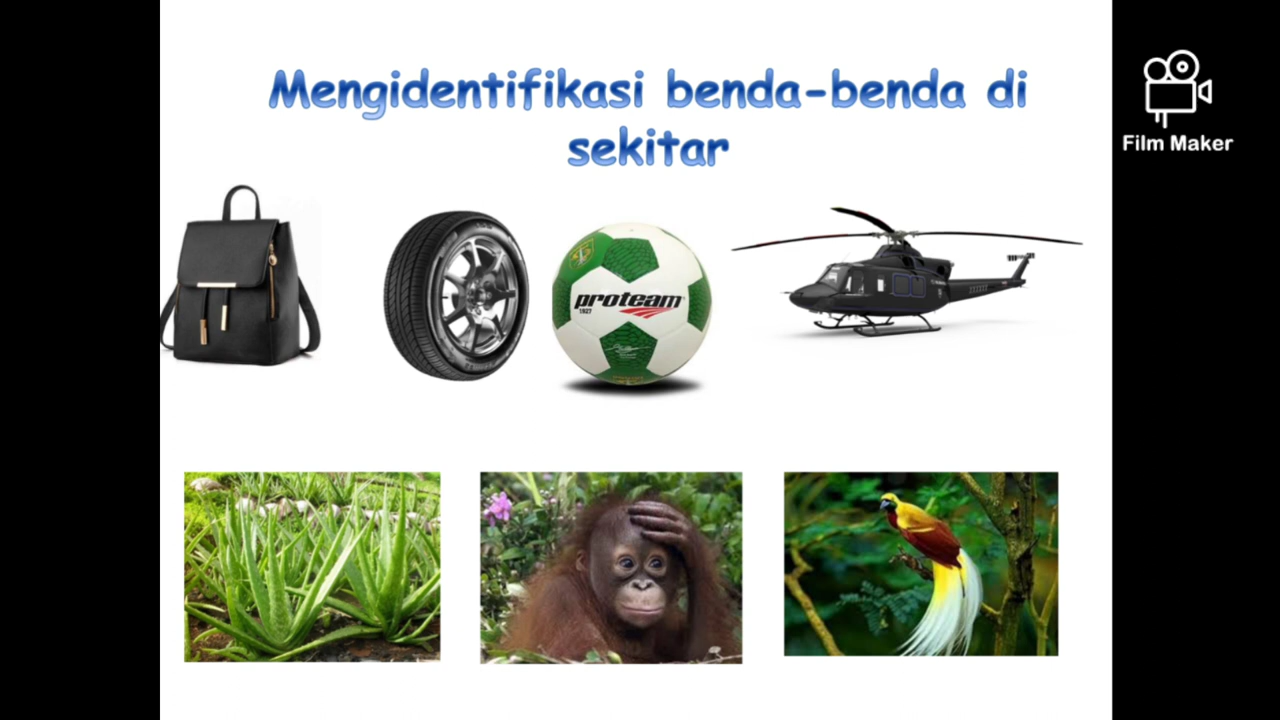 Mengidentifikasi benda-benda di
sekitar
Film Maker
proteam
1927